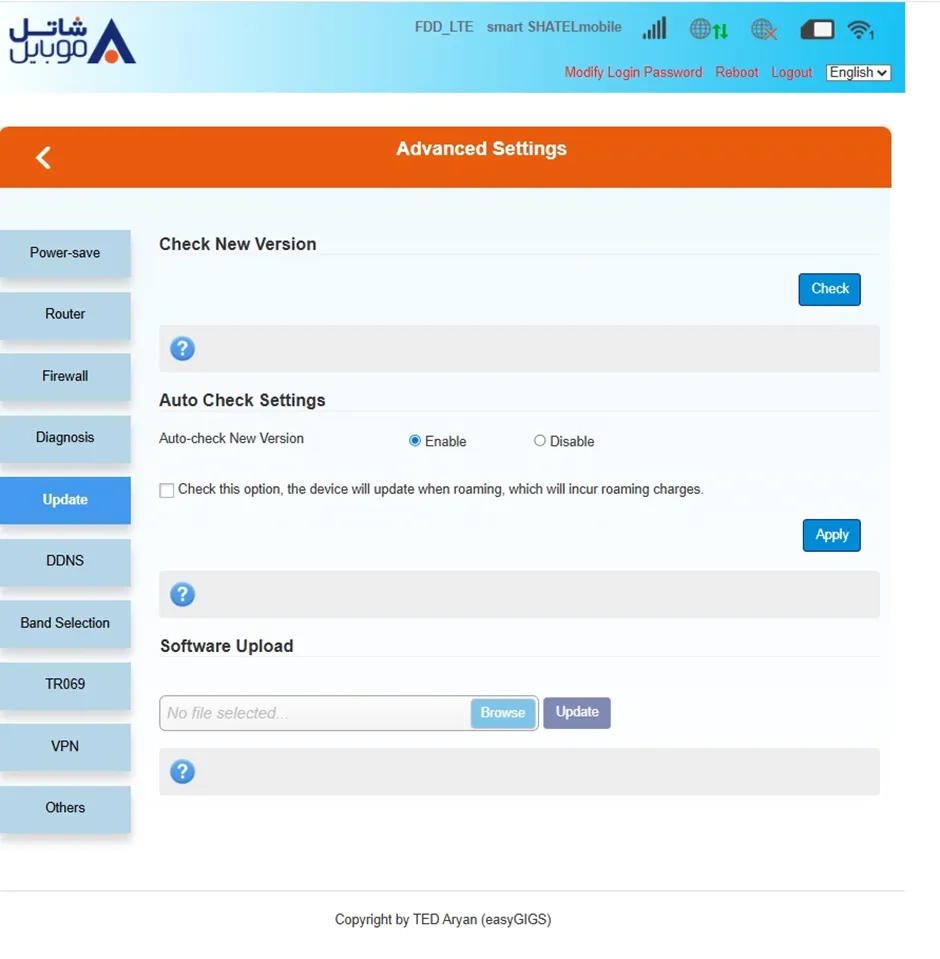 شاتل
موبایل
FDD_LTE smart SHATELmobile
1
Modify Login Password Reboot Logout English
Advanced Settings
Power-save
Router
Firewall
Diagnosis
Update
DDNS
Band Selection
TR069
VPN
Others
Check New Version
Check
?
Auto Check Settings
Auto-check New Version Enable Disable
Check this option, the device will update when roaming, which will incur roaming charges.
Apply
?
Software Upload
No file selected... Browse Update
?
Copyright by TED Aryan (easyGIGS)